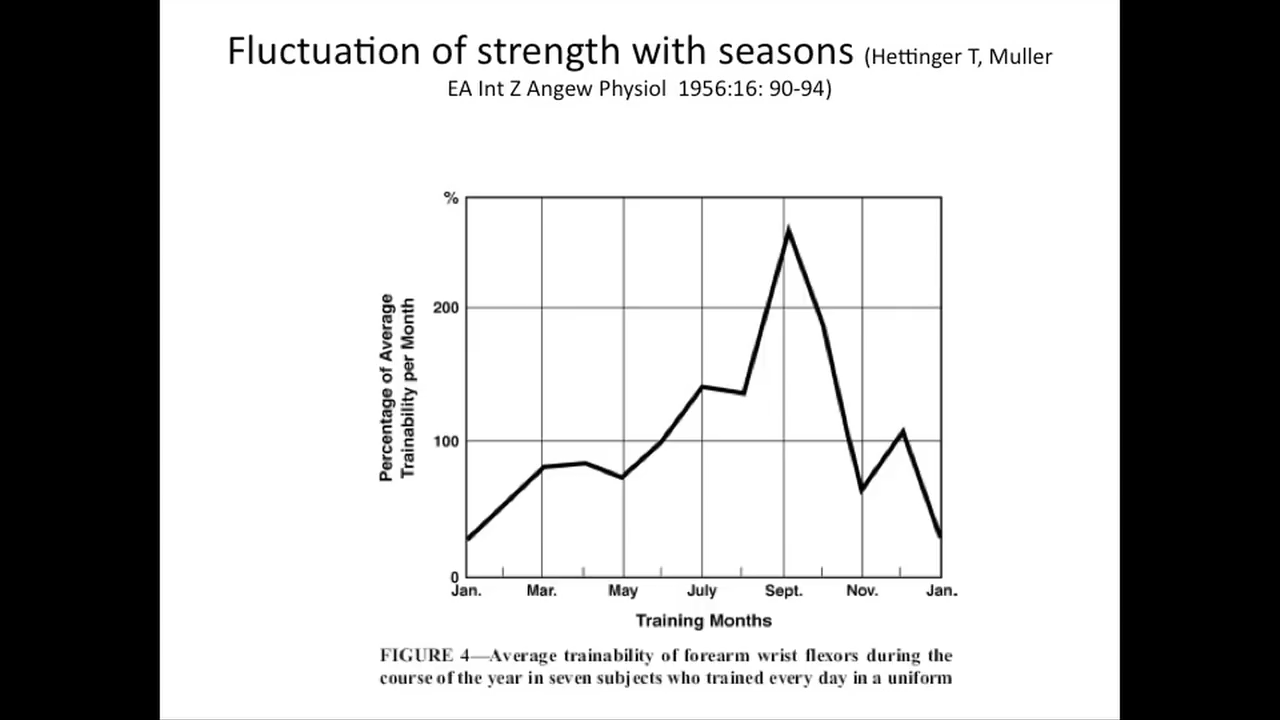 Fluctuation of strength with seasons (Hettinger T, Muller
EA Int Z Angew Physiol 1956:16: 90-94)
%
200
100
0
Percentage of Average
Trainability per Month
Jan. Mar. May July Sept. Nov. Jan.
Training Months
FIGURE 4—Average trainability of forearm wrist flexors during the
course of the year in seven subjects who trained every day in a uniform